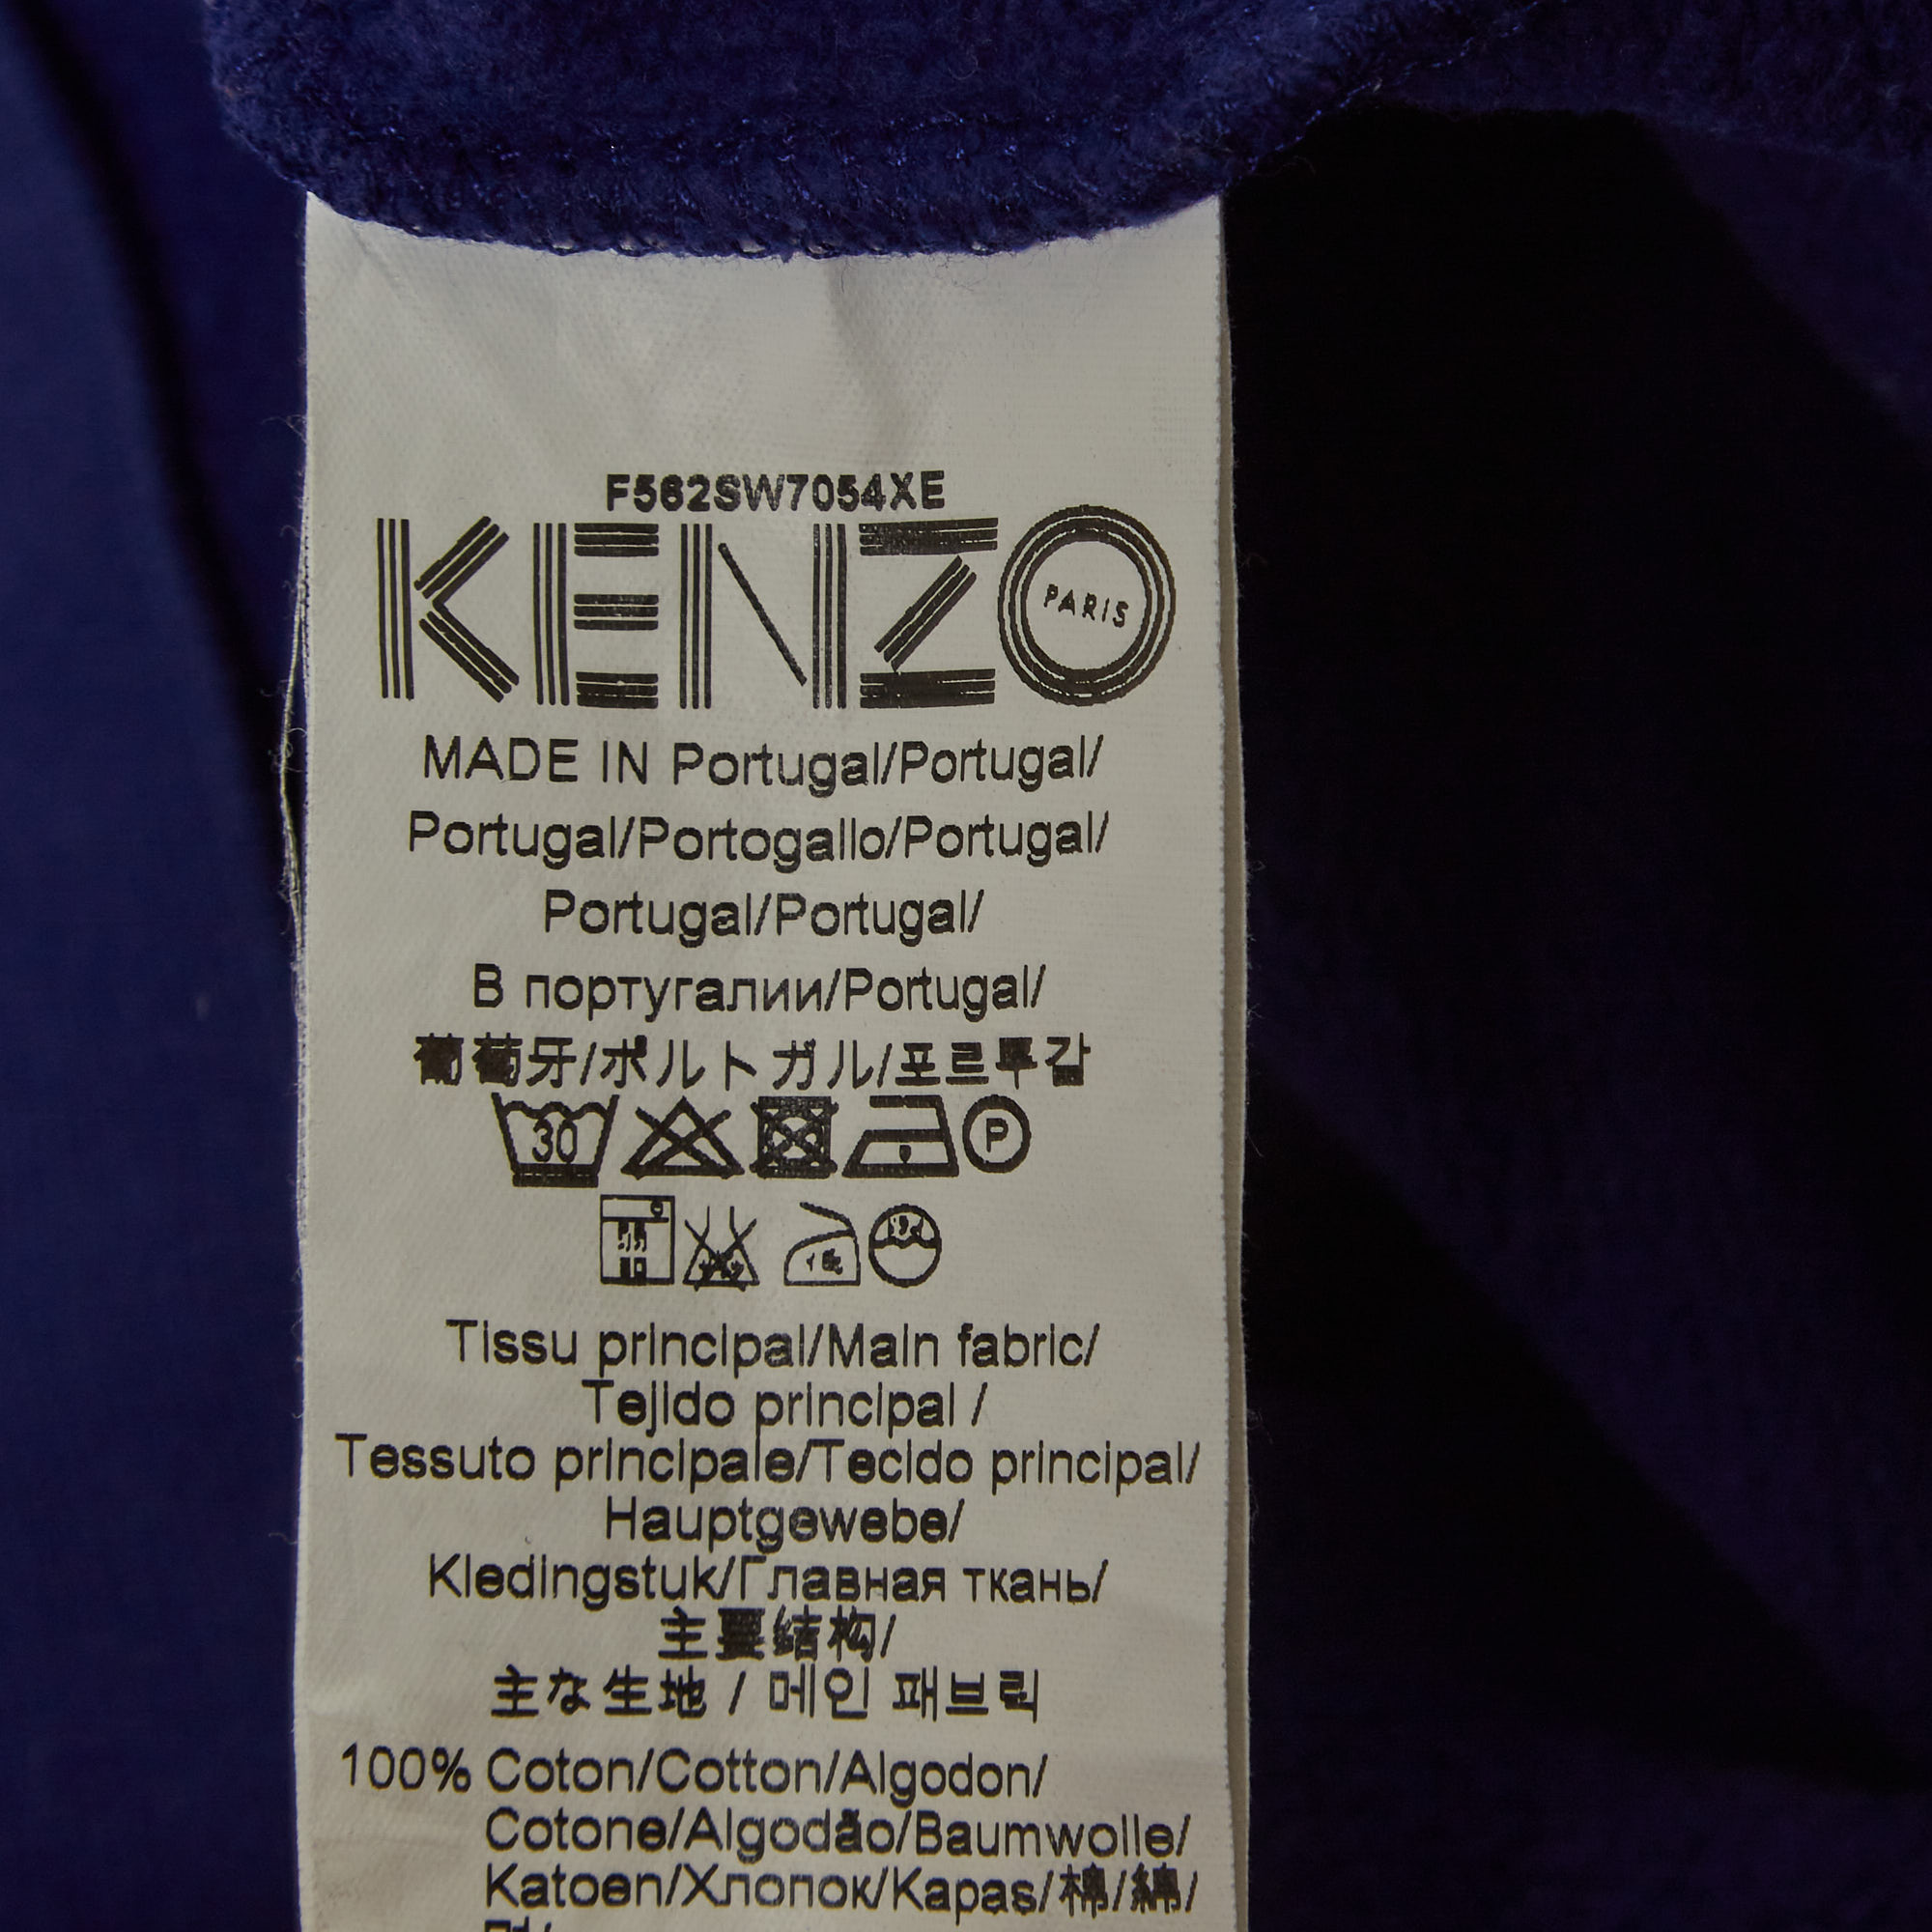 F562SW7054XE
KENZO PARIS
MADE IN Portugal/Portugal/
Portugal/Portogallo/Portugal/
Portugal/Portugal/
В португалии/Portugal/
葡萄牙/ポルトガル/포르투갈
30 P
Tissu principal/Main fabric/
Tejido principal /
Tessuto principale/Tecido principal/
Hauptgewebe/
Kledingstuk/Главная ткань/
主要结构/
主な生地 / 메인 패브릭
100% Coton/Cotton/Algodon/
Cotone/Algodão/Baumwolle/
Katoen/Хлопок/Kapas/棉/綿/